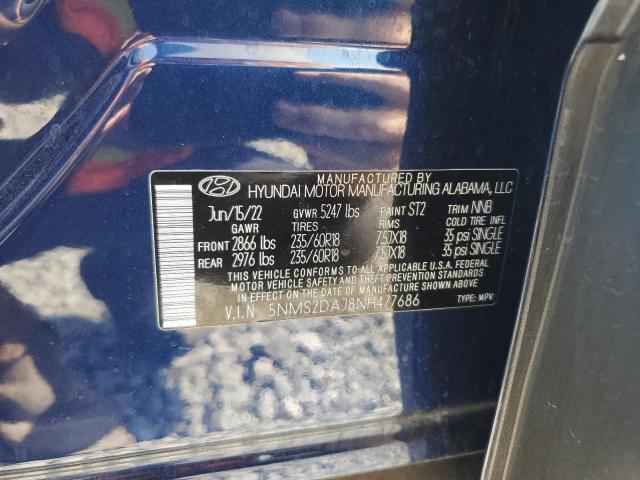 MANUFACTURED BY
HYUNDAI MOTOR MANUFACTURING ALABAMA, LLC
Jun/15/22 GVWR 5247 lbs PAINT ST2 TRIM NNB
GAWR TIRES RIMS COLD TIRE INFL
FRONT 2866 lbs 235/60R18 7.5JX18 35 psi SINGLE
REAR 2976 lbs 235/60R18 7.5JX18 35 psi SINGLE
THIS VEHICLE CONFORMS TO ALL APPLICABLE U.S.A. FEDERAL
MOTOR VEHICLE SAFETY, BUMPER, AND THEFT PREVENTION
STANDARDS IN EFFECT ON THE DATE OF MANUFACTURE SHOWN ABOVE.
V.I.N 5NMS2DAJ8NH477686 TYPE: MPV